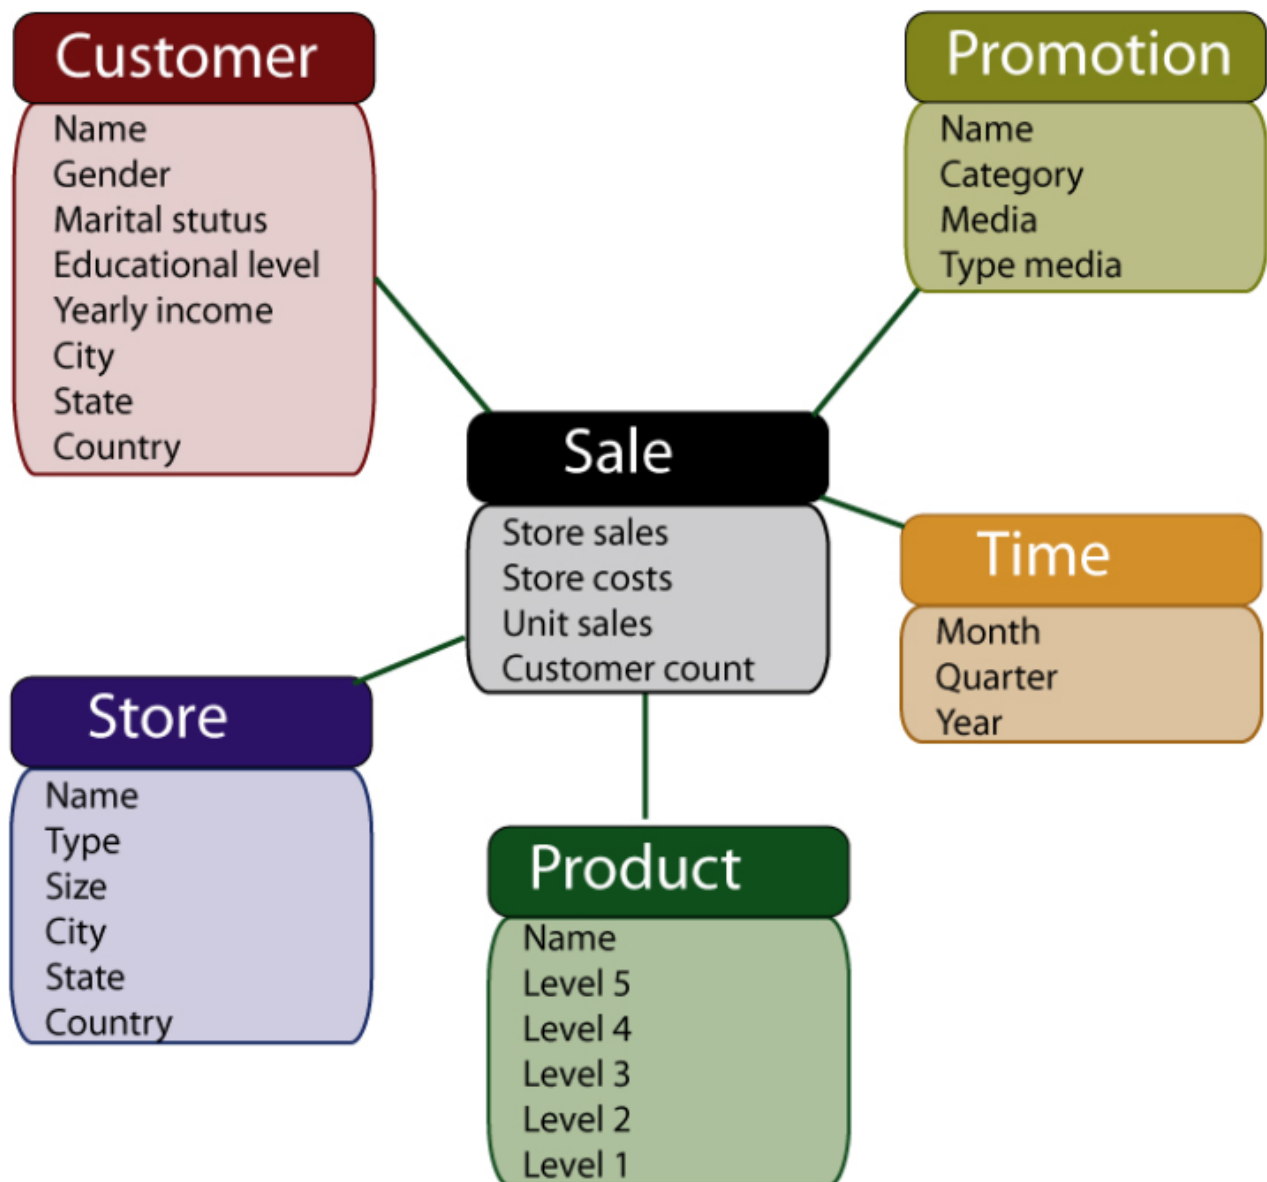 Customer
Name
Gender
Marital stutus
Educational level
Yearly income
City
State
Country
Promotion
Name
Category
Media
Type media
Sale
Store sales
Store costs
Unit sales
Customer count
Time
Month
Quarter
Year
Store
Name
Type
Size
City
State
Country
Product
Name
Level 5
Level 4
Level 3
Level 2
Level 1